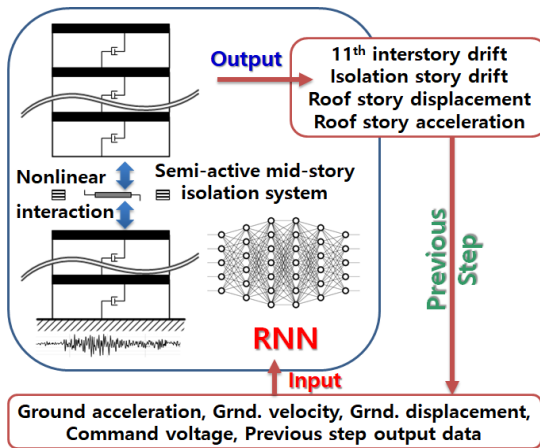 Output
11th interstory drift
Isolation story drift
Roof story displacement
Roof story acceleration
Nonlinear
interaction
Semi-active mid-story
isolation system
Previous
Step
RNN
Input
Ground acceleration, Grnd. velocity, Grnd. displacement,
Command voltage, Previous step output data